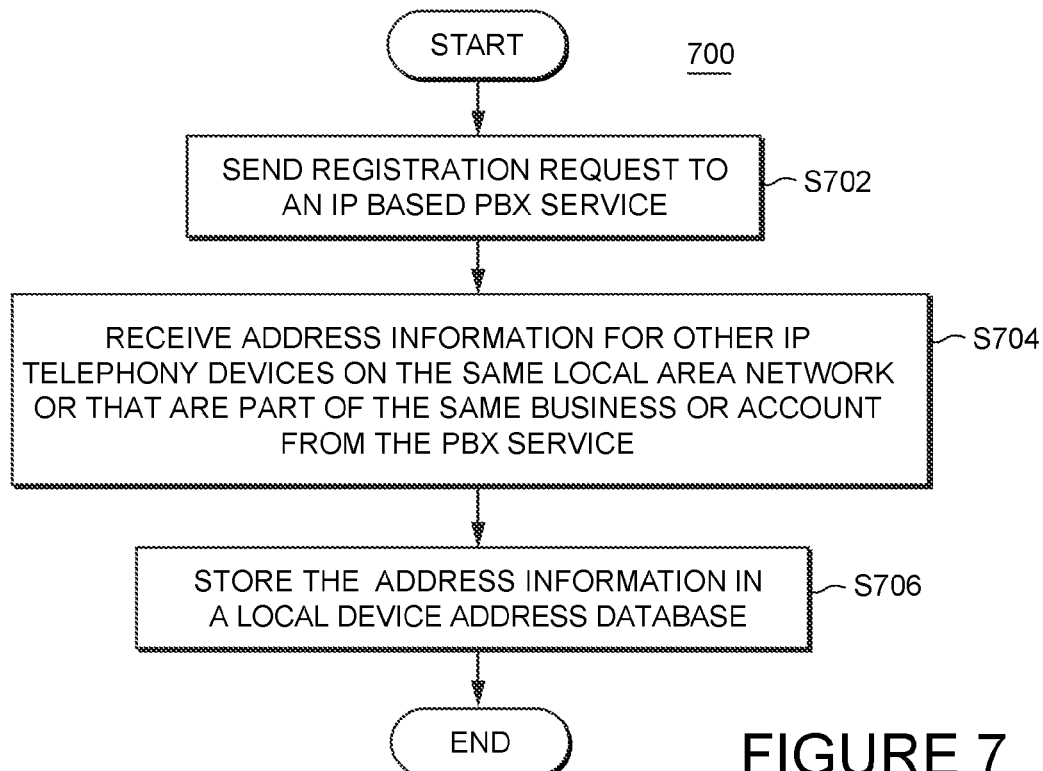 START
700
SEND REGISTRATION REQUEST TO
AN IP BASED PBX SERVICE
S702
RECEIVE ADDRESS INFORMATION FOR OTHER IP
TELEPHONY DEVICES ON THE SAME LOCAL AREA NETWORK
OR THAT ARE PART OF THE SAME BUSINESS OR ACCOUNT
FROM THE PBX SERVICE
S704
STORE THE ADDRESS INFORMATION IN
A LOCAL DEVICE ADDRESS DATABASE
S706
END
FIGURE 7